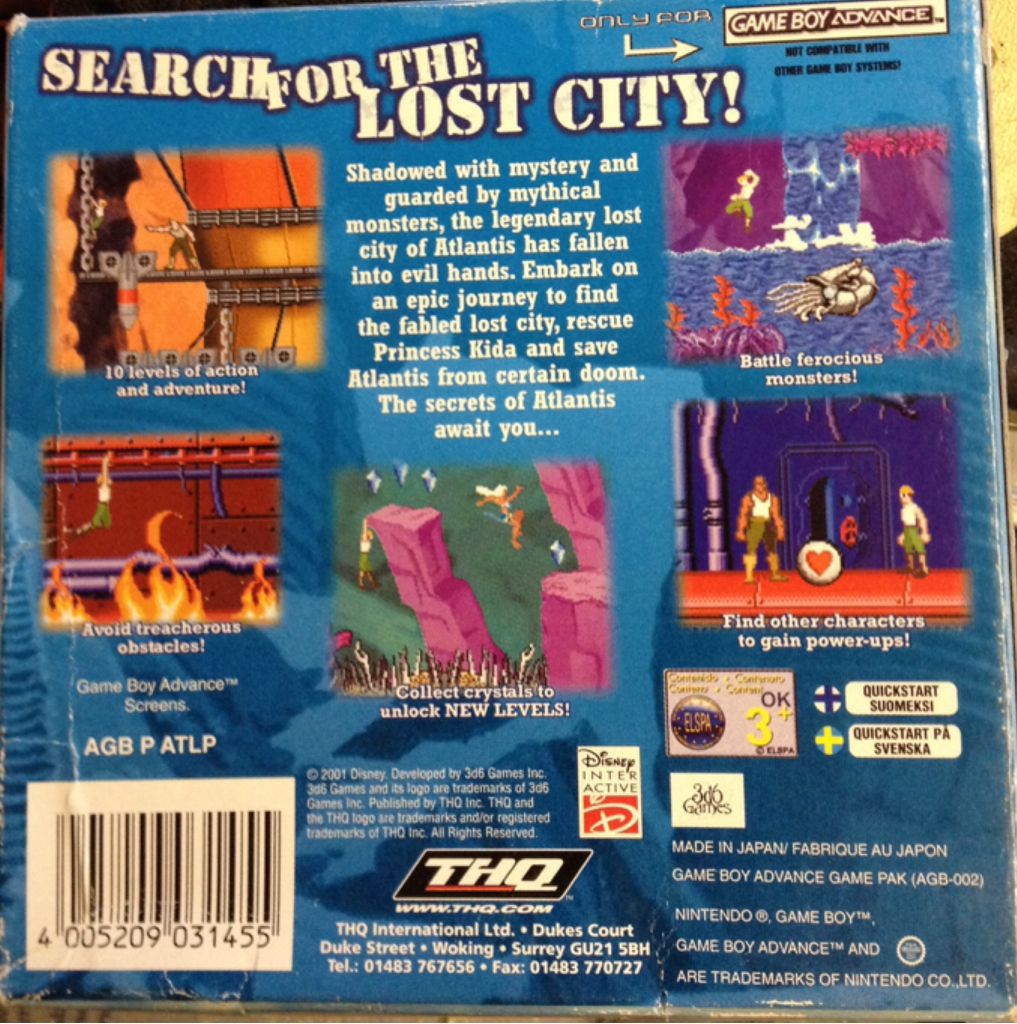 ONLY FOR
GAME BOY ADVANCE™
NOT COMPATIBLE WITH
OTHER GAME BOY SYSTEMS!
SEARCH FOR THE
LOST CITY!
Shadowed with mystery and
guarded by mythical
monsters, the legendary lost
city of Atlantis has fallen
into evil hands. Embark on
an epic journey to find
the fabled lost city, rescue
Princess Kida and save
Atlantis from certain doom.
The secrets of Atlantis
await you...
10 levels of action
and adventure!
Battle ferocious
monsters!
Avoid treacherous
obstacles!
Collect crystals to
unlock NEW LEVELS!
Find other characters
to gain power-ups!
Game Boy Advance™
Screens.
AGB P ATLP
Contenido • Contenuto
Contenu • Content
ELSPA
OK
3+
© ELSPA
QUICKSTART
SUOMEKSI
QUICKSTART PÅ
SVENSKA
© 2001 Disney. Developed by 3d6 Games Inc.
3d6 Games and its logo are trademarks of 3d6
Games Inc. Published by THQ Inc. THQ and
the THQ logo are trademarks and/or registered
trademarks of THQ Inc. All Rights Reserved.
Disney
INTER
ACTIVE
D
3d6
Games
THQ™
WWW.THQ.COM
THQ International Ltd. • Dukes Court
Duke Street • Woking • Surrey GU21 5BH
Tel.: 01483 767656 • Fax: 01483 770727
MADE IN JAPAN/ FABRIQUE AU JAPON
GAME BOY ADVANCE GAME PAK (AGB-002)
NINTENDO ®, GAME BOY™,
GAME BOY ADVANCE™ AND
ARE TRADEMARKS OF NINTENDO CO.,LTD.
4 005209 031455